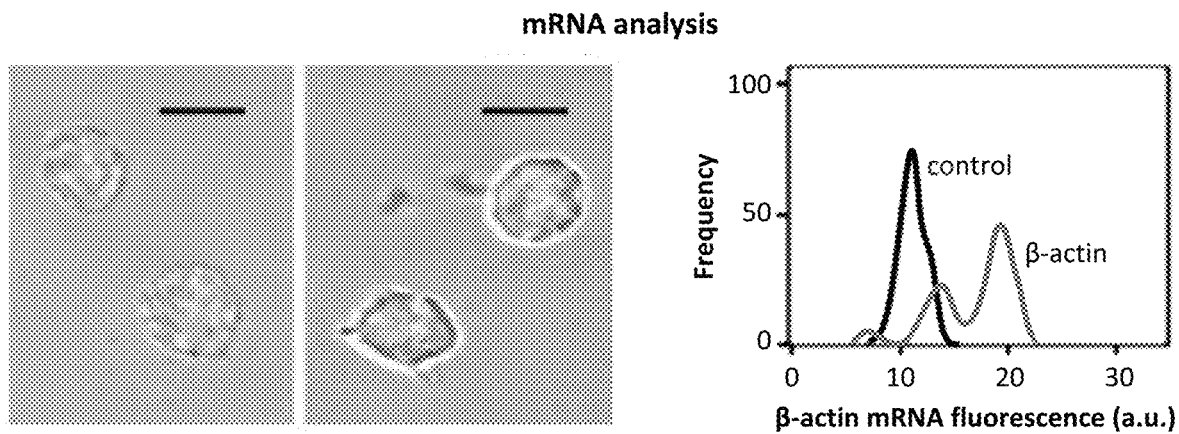 mRNA analysis
100
50
0
Frequency
control
β-actin
0 10 20 30
β-actin mRNA fluorescence (a.u.)